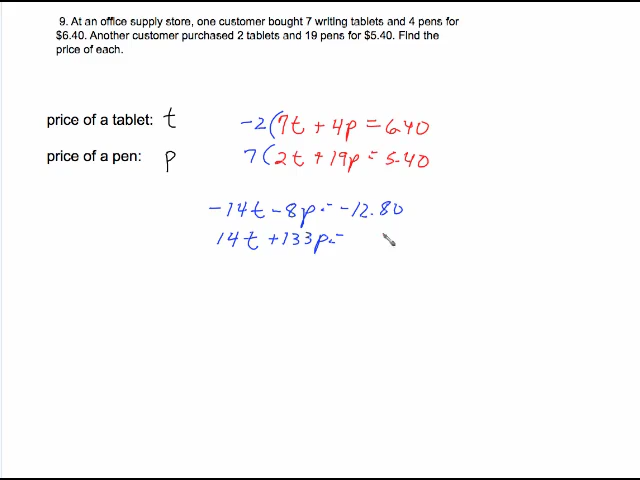 9. At an office supply store, one customer bought 7 writing tablets and 4 pens for
$6.40. Another customer purchased 2 tablets and 19 pens for $5.40. Find the
price of each.
price of a tablet: t -2(7t + 4p = 6.40
price of a pen: p 7(2t + 19p = 5.40
-14t - 8p = -12.80
14t + 133p =